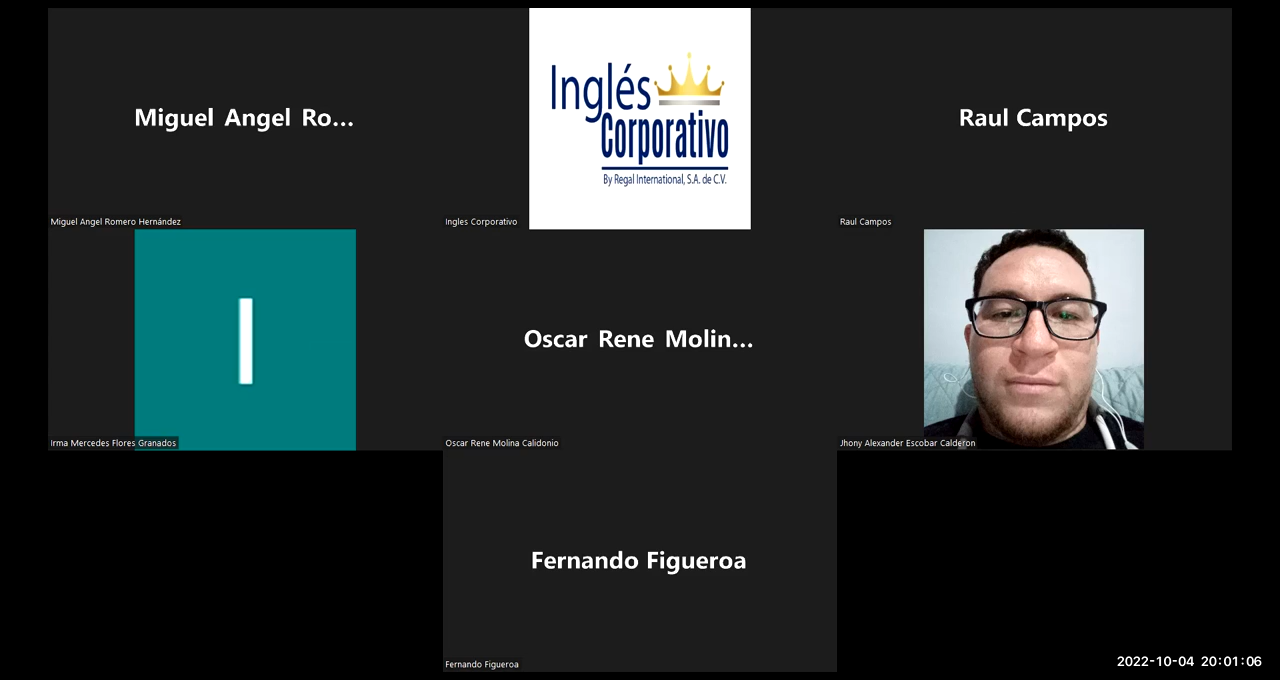 Miguel Angel Ro...
Miguel Angel Romero Hernández
Inglés
Corporativo
By Regal International, S.A. de C.V.
Ingles Corporativo
Raul Campos
Raul Campos
I
Irma Mercedes Flores Granados
Oscar Rene Molin...
Oscar Rene Molina Calidonio
Jhony Alexander Escobar Calderon
Fernando Figueroa
Fernando Figueroa
2022-10-04 20:01:06